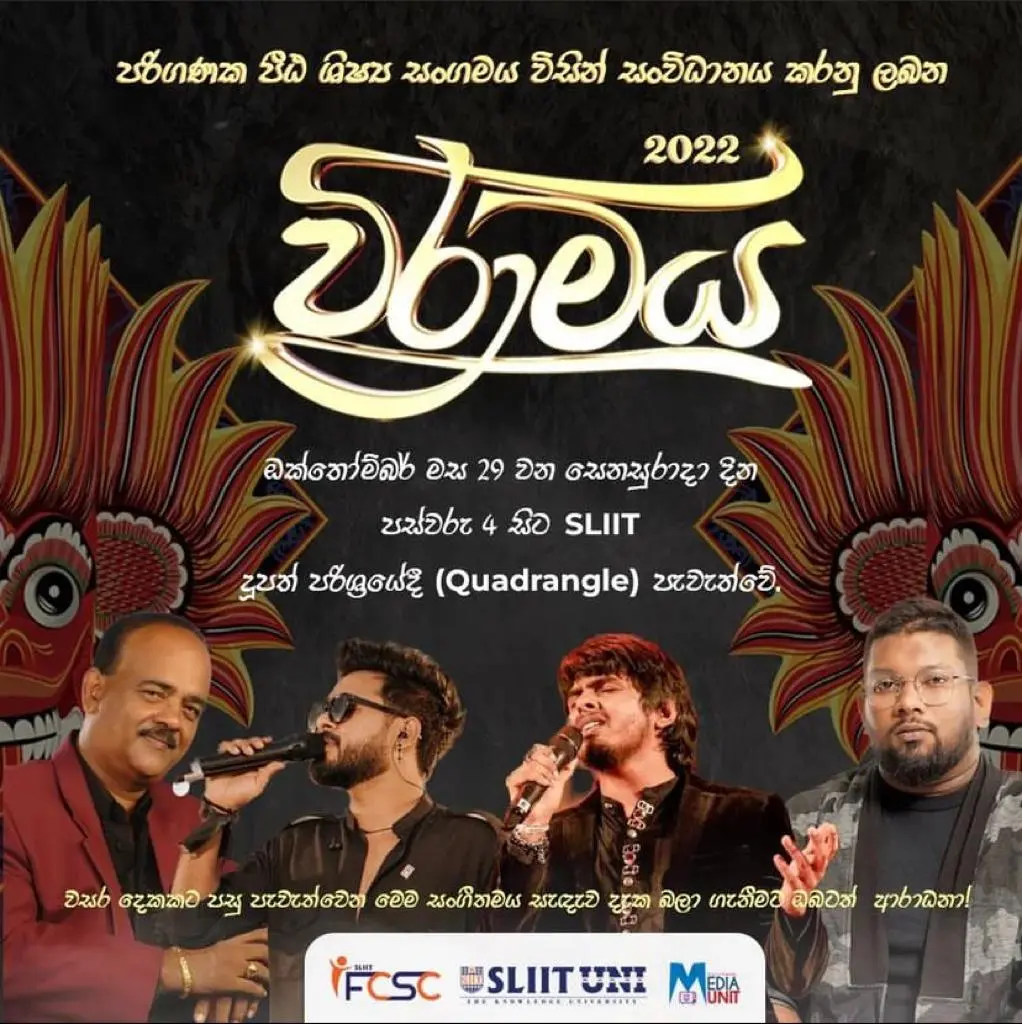 පරිගණක පීඨ ශිෂ්‍ය සංගමය විසින් සංවිධානය කරනු ලබන
2022
විරාමය
ඔක්තෝම්බර් මස 29 වන සෙනසුරාදා දින
පස්වරු 4 සිට SLIIT
දූපත් පරිශ්‍රයේදී (Quadrangle) පැවැත්වේ.
වසර දෙකකට පසු පැවැත්වෙන මෙම සංගීතමය සැඳෑව දැක බලා ගැනීමට ඔබටත් ආරාධනා!
SLIIT
FCSC
SLIIT UNI
THE KNOWLEDGE UNIVERSITY
MEDIA
UNIT